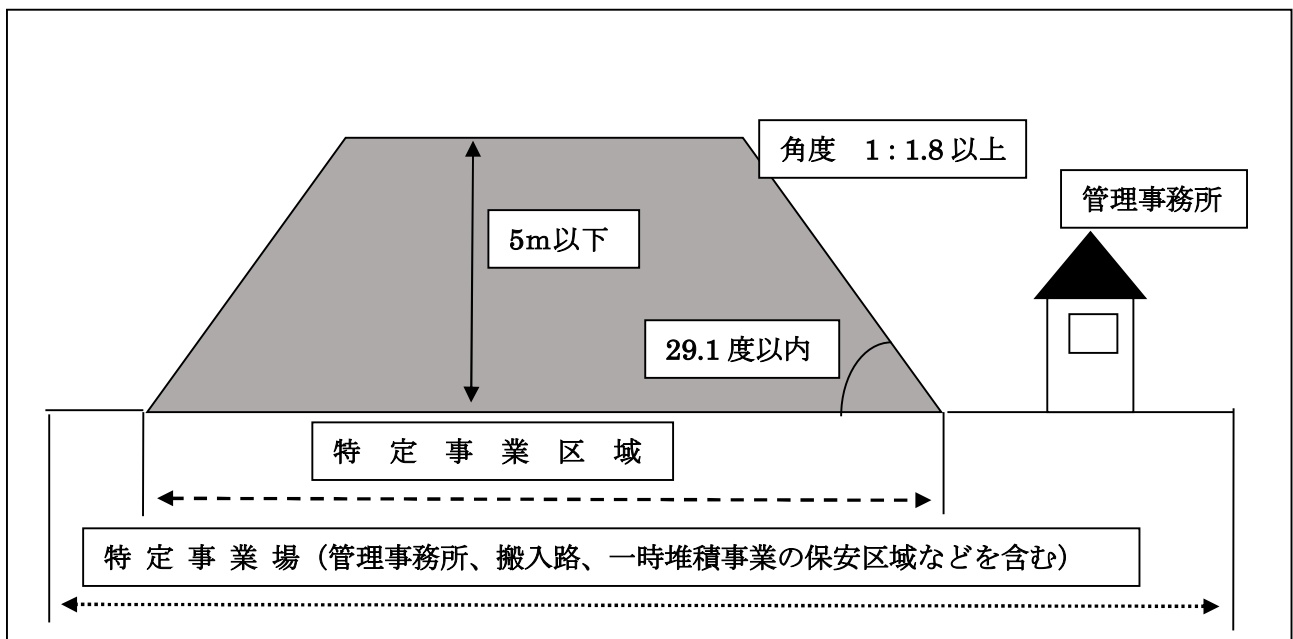 角度　1：1.8以上
管理事務所
5m以下
29.1度以内
特　定　事　業　区　域
特 定 事 業 場（管理事務所、搬入路、一時堆積事業の保安区域などを含む）